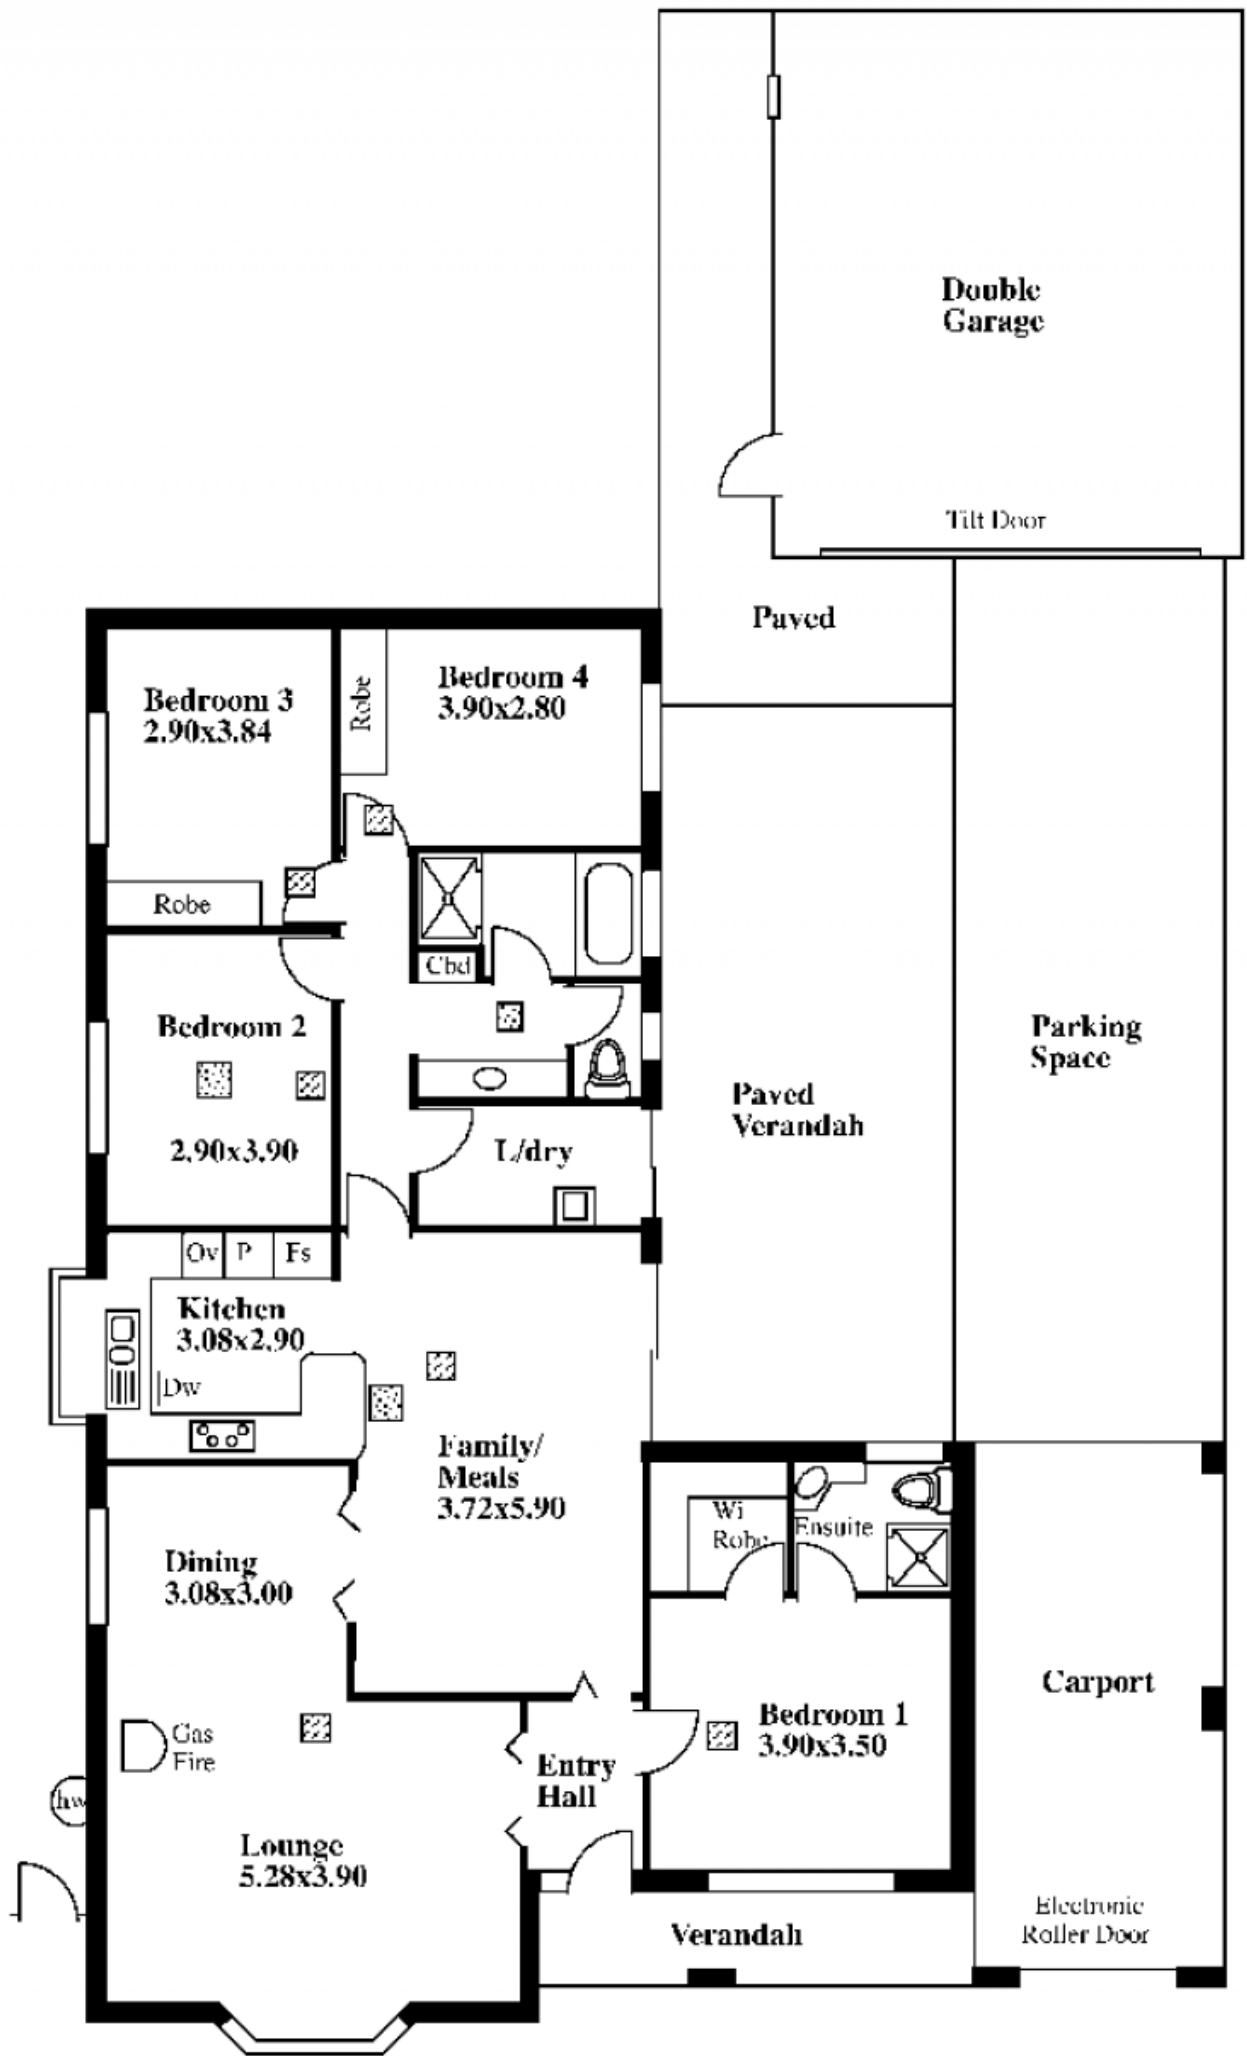 Double
Garage
Tilt Door
Paved
Bedroom 3
2.90x3.84
Robe
Bedroom 4
3.90x2.80
Robe
Cbd
Bedroom 2
2.90x3.90
L/dry
Paved
Verandah
Parking
Space
Ov
P
Fs
Kitchen
3.08x2.90
Dw
Family/
Meals
3.72x5.90
Wi
Robe
Ensuite
Dining
3.08x3.00
Gas
Fire
hw
Entry
Hall
Bedroom 1
3.90x3.50
Carport
Lounge
5.28x3.90
Verandah
Electronic
Roller Door